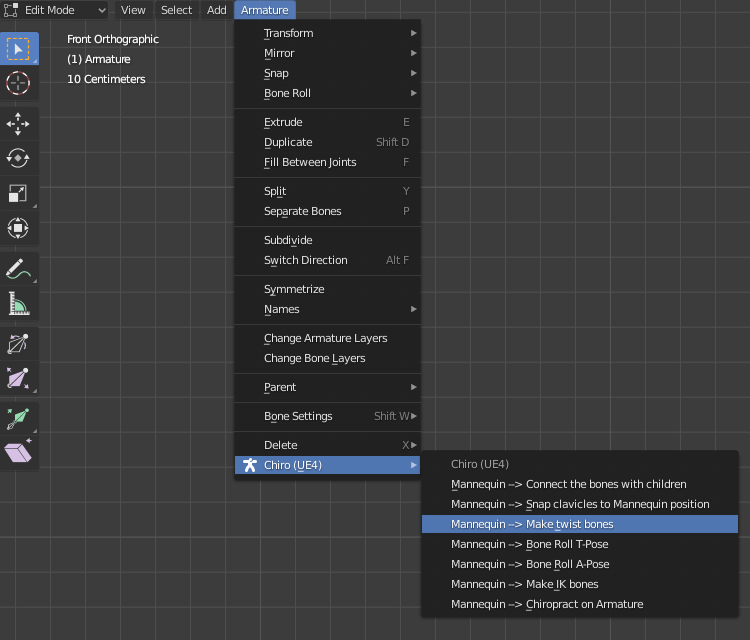 Edit Mode View Select Add Armature
Front Orthographic
(1) Armature
10 Centimeters
Transform
Mirror
Snap
Bone Roll
Extrude E
Duplicate Shift D
Fill Between Joints F
Split Y
Separate Bones P
Subdivide
Switch Direction Alt F
Symmetrize
Names
Change Armature Layers
Change Bone Layers
Parent
Bone Settings Shift W
Delete X
Chiro (UE4)
Chiro (UE4)
Mannequin --> Connect the bones with children
Mannequin --> Snap clavicles to Mannequin position
Mannequin --> Make twist bones
Mannequin --> Bone Roll T-Pose
Mannequin --> Bone Roll A-Pose
Mannequin --> Make IK bones
Mannequin --> Chiropract on Armature